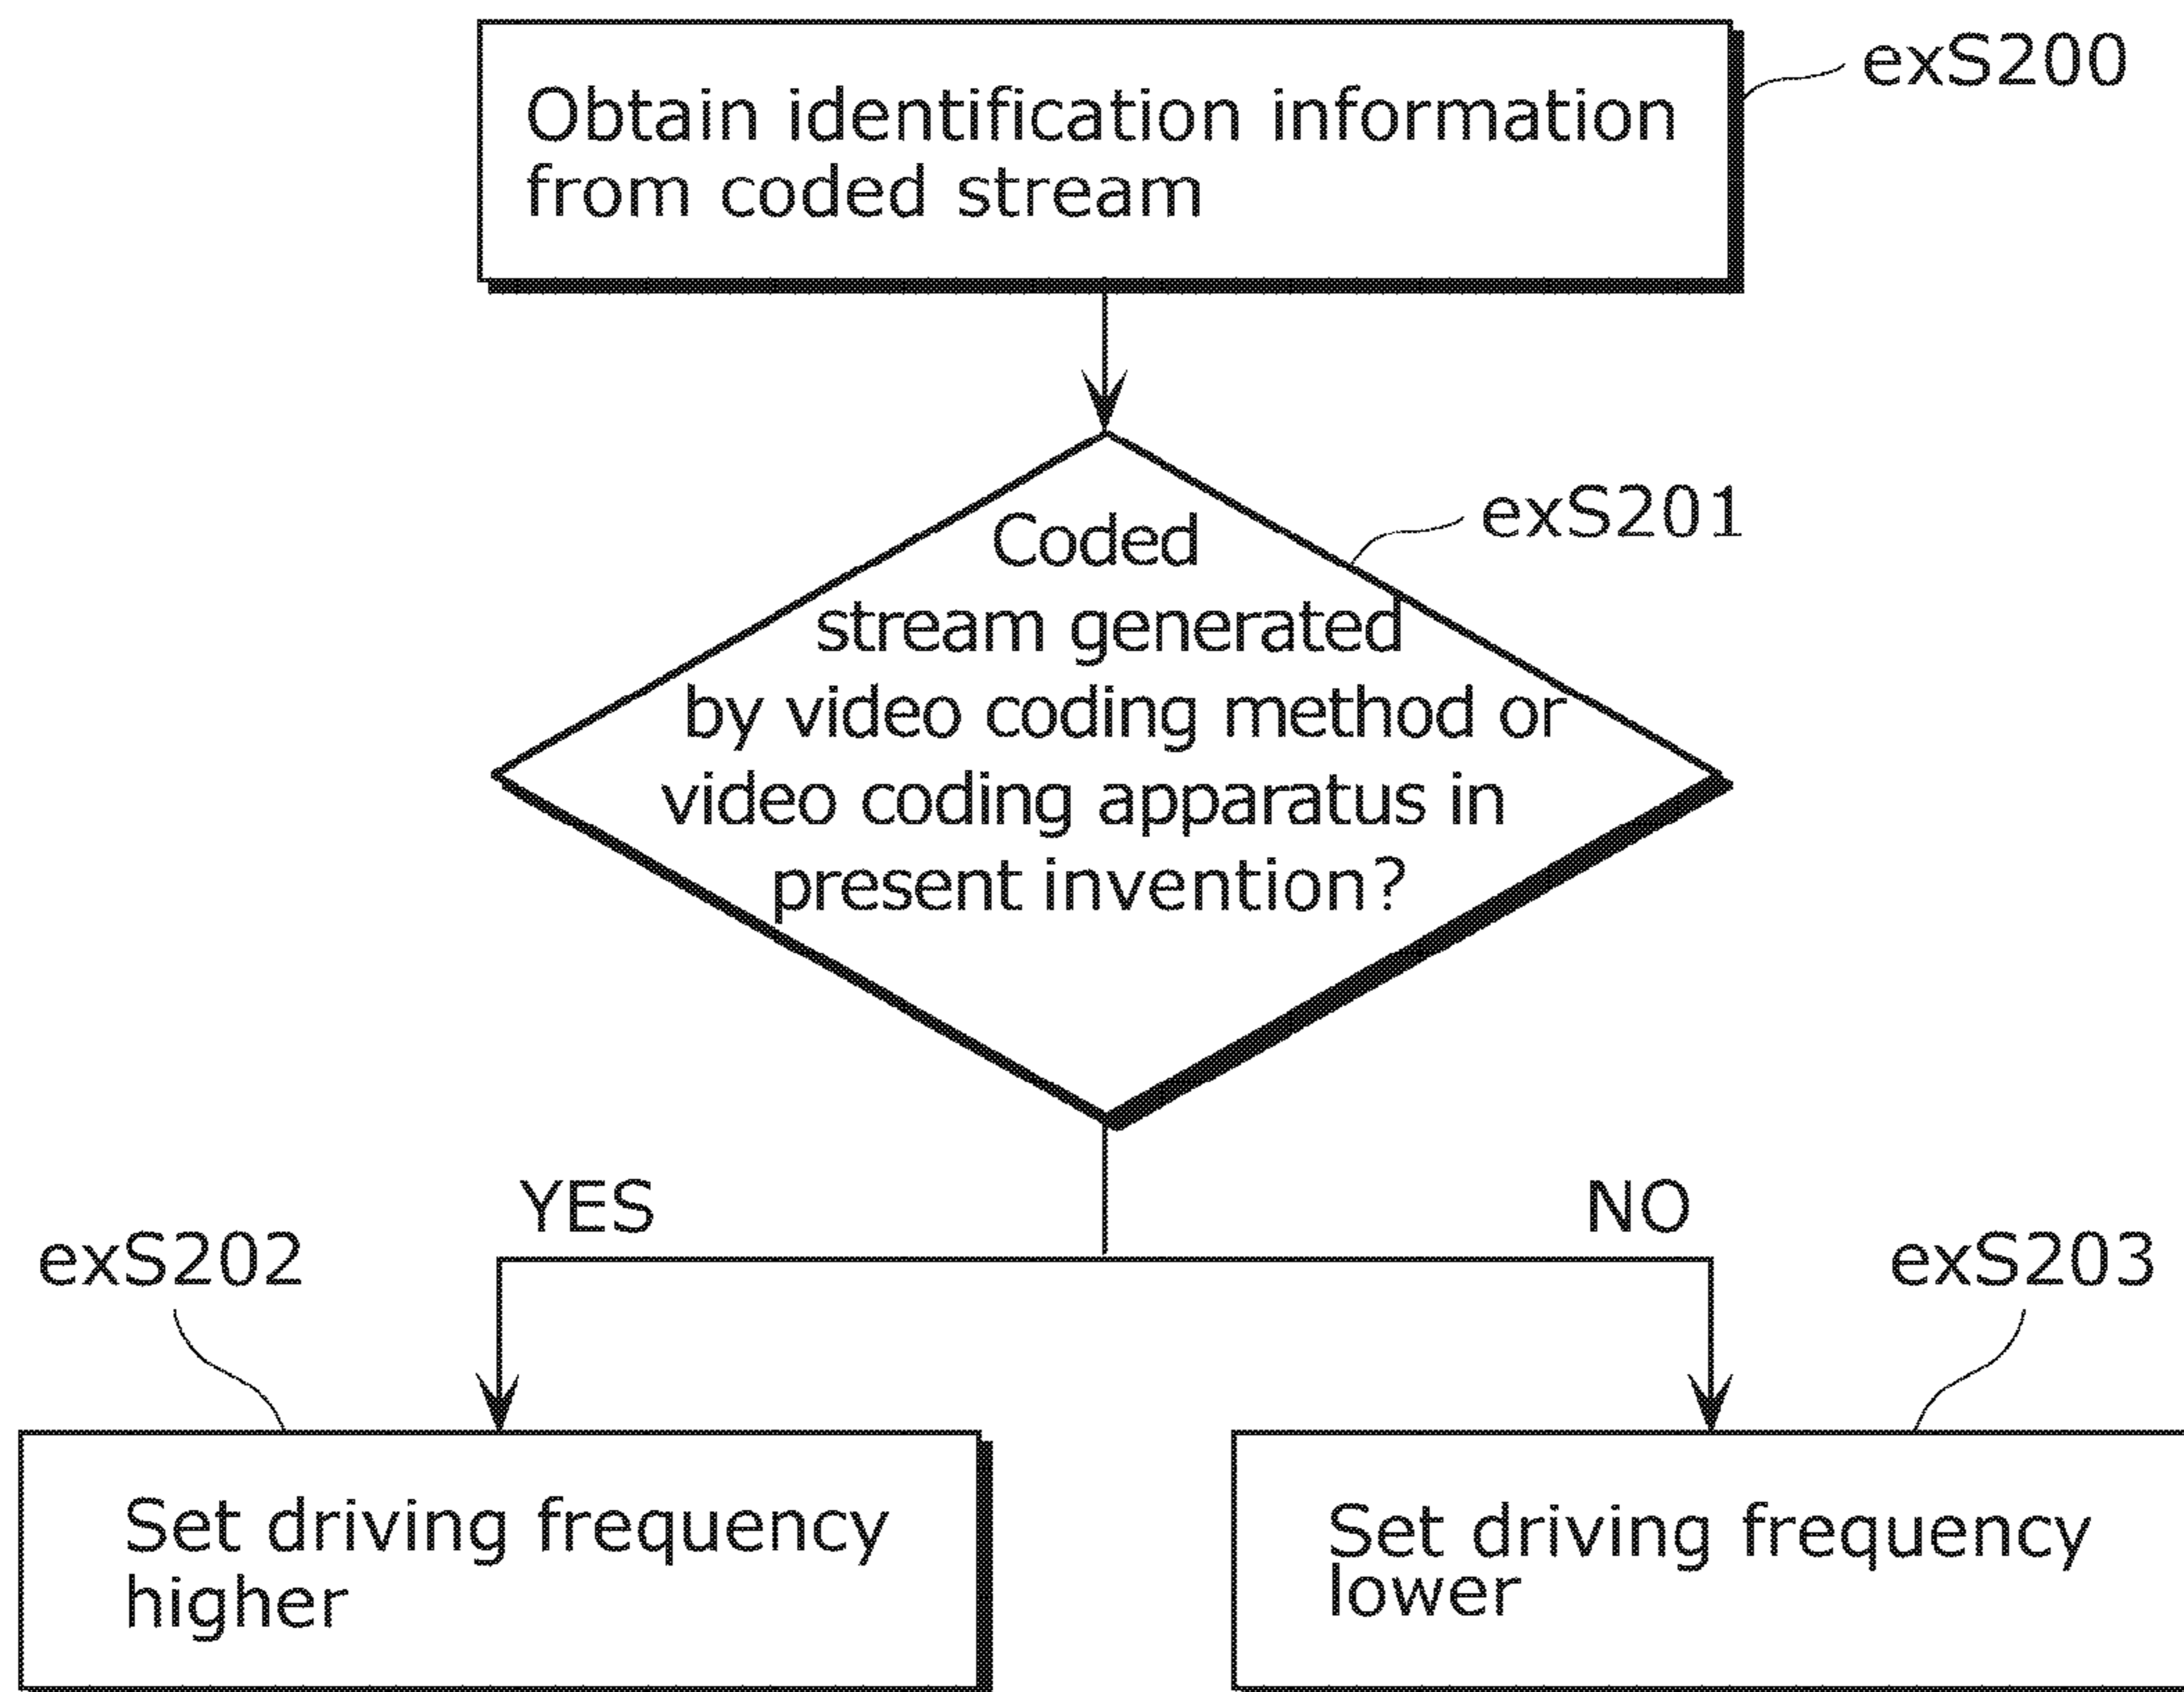 Obtain identification information
from coded stream
exS200
Coded
stream generated
by video coding method or
video coding apparatus in
present invention?
exS201
YES
NO
exS202
exS203
Set driving frequency
higher
Set driving frequency
lower